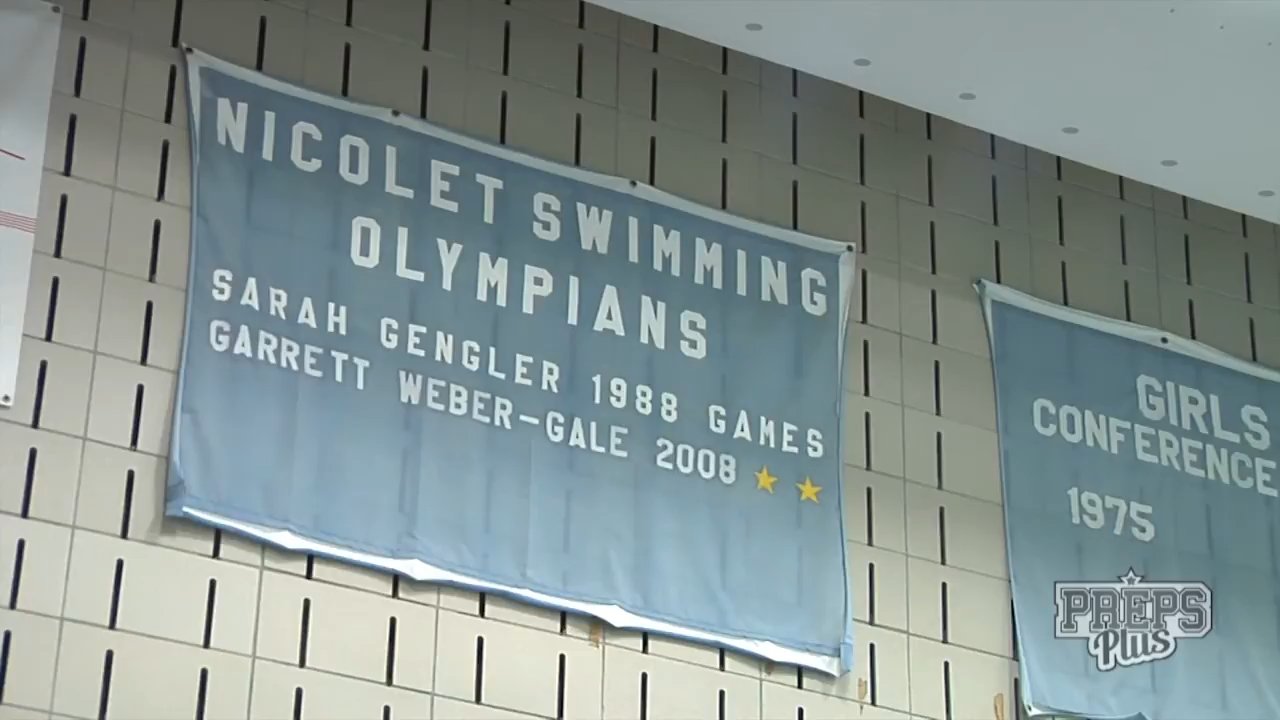 NICOLET SWIMMING
OLYMPIANS
SARAH GENGLER 1988 GAMES
GARRETT WEBER-GALE 2008
GIRLS
CONFERENCE
1975
PREPS
Plus